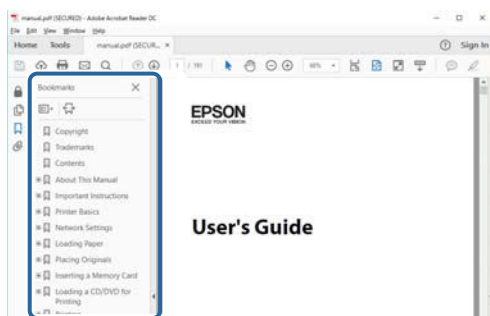 manual.pdf (SECURED) - Adobe Acrobat Reader DC
File Edit View Window Help
Home Tools manual.pdf (SECUR... ×
Sign In
1 / 191
Bookmarks
Copyright
Trademarks
Contents
About This Manual
Important Instructions
Printer Basics
Network Settings
Loading Paper
Placing Originals
Inserting a Memory Card
Loading a CD/DVD for
Printing
EPSON
EXCEED YOUR VISION
User's Guide